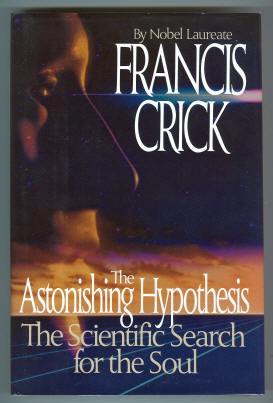 By Nobel Laureate
FRANCIS
CRICK
The
Astonishing Hypothesis
The Scientific Search
for the Soul